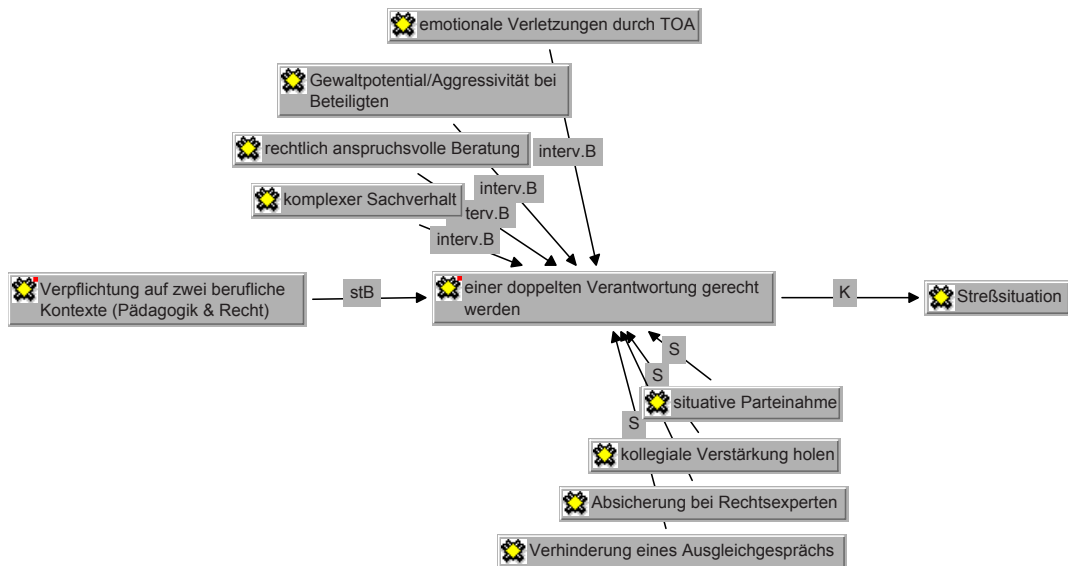 emotionale Verletzungen durch TOA
Gewaltpotential/Aggressivität bei
Beteiligten
rechtlich anspruchsvolle Beratung
interv.B
komplexer Sachverhalt
interv.B
terv.B
interv.B
Verpflichtung auf zwei berufliche
Kontexte (Pädagogik & Recht)
stB
einer doppelten Verantwortung gerecht
werden
K
Streßsituation
S
S
situative Parteinahme
S
kollegiale Verstärkung holen
Absicherung bei Rechtsexperten
Verhinderung eines Ausgleichgesprächs